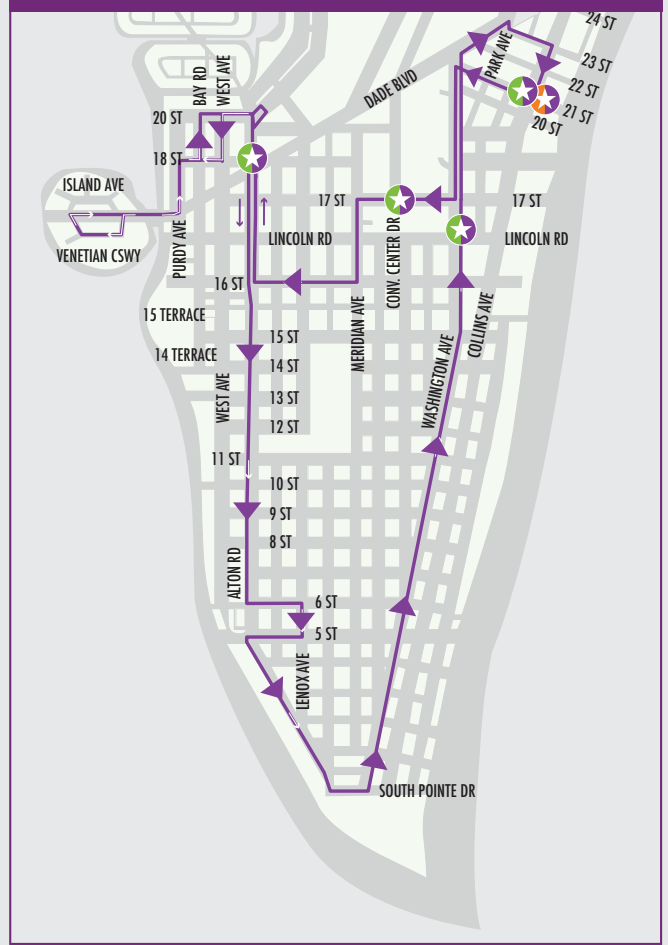 24 ST
PARK AVE
23 ST
22 ST
21 ST
20 ST
BAY RD
WEST AVE
DADE BLVD
20 ST
18 ST
ISLAND AVE
VENETIAN CSWY
PURDY AVE
17 ST
CONV. CENTER DR
17 ST
LINCOLN RD
LINCOLN RD
16 ST
15 TERRACE
14 TERRACE
MERIDIAN AVE
COLLINS AVE
WASHINGTON AVE
15 ST
14 ST
WEST AVE
13 ST
12 ST
11 ST
10 ST
9 ST
8 ST
ALTON RD
6 ST
5 ST
LENOX AVE
SOUTH POINTE DR